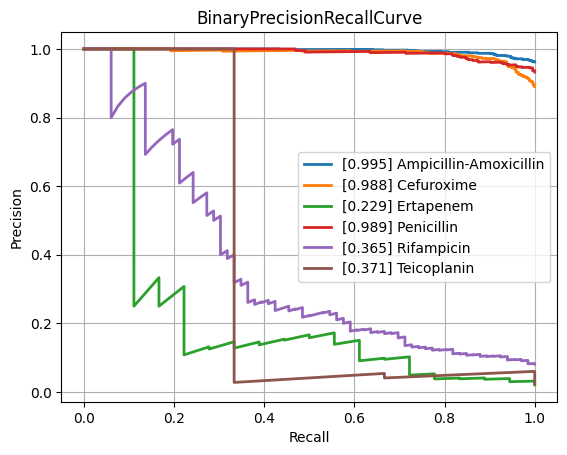 BinaryPrecisionRecallCurve
Precision
1.0
0.8
0.6
0.4
0.2
0.0
[0.995] Ampicillin-Amoxicillin
[0.988] Cefuroxime
[0.229] Ertapenem
[0.989] Penicillin
[0.365] Rifampicin
[0.371] Teicoplanin
0.0 0.2 0.4 0.6 0.8 1.0
Recall